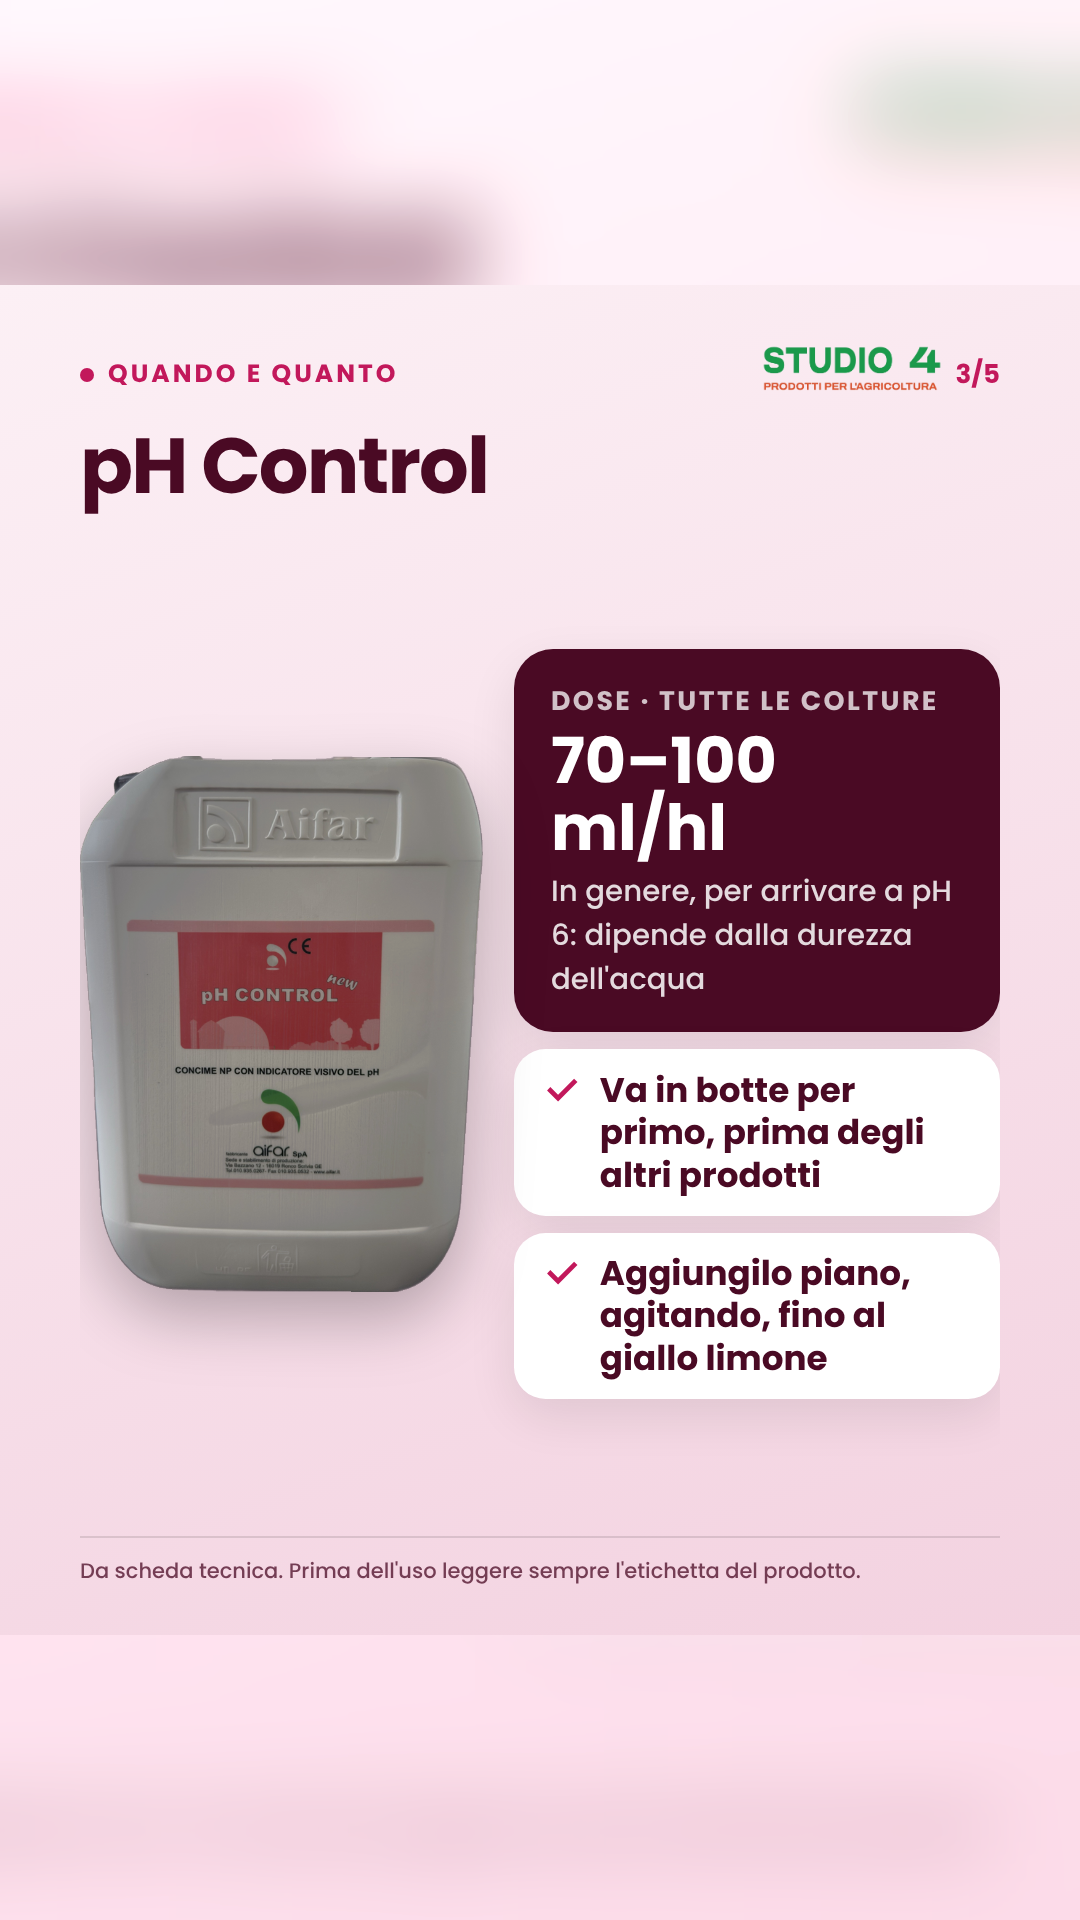 QUANDO E QUANTO
STUDIO 4
PRODOTTI PER L'AGRICOLTURA
3/5
pH Control
DOSE · TUTTE LE COLTURE
70–100
ml/hl
In genere, per arrivare a pH
6: dipende dalla durezza
dell'acqua
Va in botte per
primo, prima degli
altri prodotti
Aggiungilo piano,
agitando, fino al
giallo limone
Aifar
CE
new
pH CONTROL
CONCIME NP CON INDICATORE VISIVO DEL pH
aifar SpA
Da scheda tecnica. Prima dell'uso leggere sempre l'etichetta del prodotto.